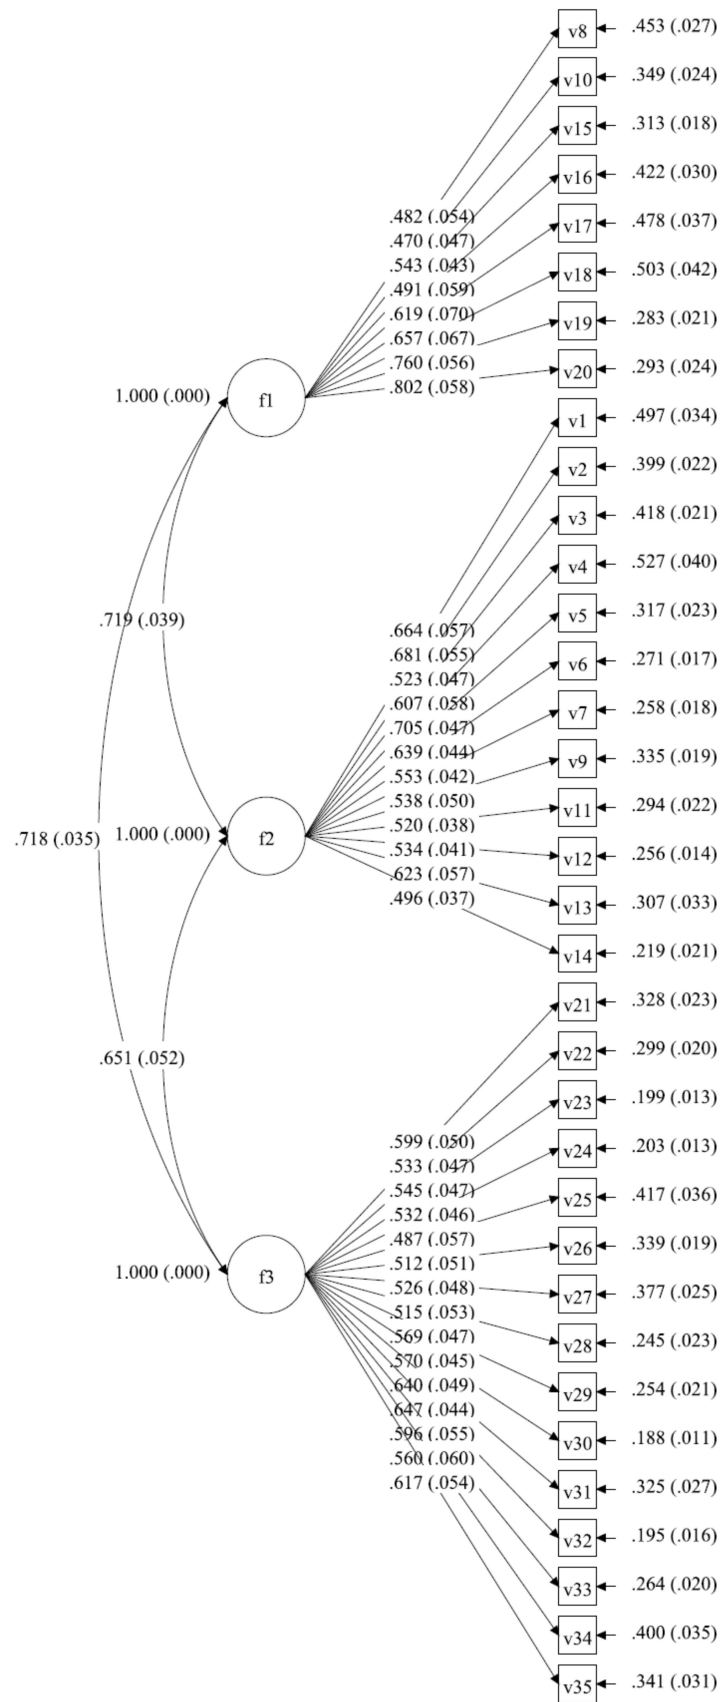 v8 .453 (.027)
v10 .349 (.024)
v15 .313 (.018)
v16 .422 (.030)
.482 (.054)
v17 .478 (.037)
.470 (.047)
.543 (.043)
v18 .503 (.042)
.491 (.059)
.619 (.070)
v19 .283 (.021)
.657 (.067)
.760 (.056)
v20 .293 (.024)
.802 (.058)
1.000 (.000) f1
v1 .497 (.034)
v2 .399 (.022)
v3 .418 (.021)
v4 .527 (.040)
.719 (.039)
v5 .317 (.023)
.664 (.057)
.681 (.055)
v6 .271 (.017)
.523 (.047)
.607 (.058)
v7 .258 (.018)
.705 (.047)
.639 (.044)
v9 .335 (.019)
.553 (.042)
.538 (.050)
v11 .294 (.022)
.520 (.038)
.718 (.035) 1.000 (.000) f2
.534 (.041)
v12 .256 (.014)
.623 (.057)
.496 (.037)
v13 .307 (.033)
v14 .219 (.021)
v21 .328 (.023)
v22 .299 (.020)
.651 (.052)
v23 .199 (.013)
.599 (.050)
v24 .203 (.013)
.533 (.047)
.545 (.047)
v25 .417 (.036)
.532 (.046)
.487 (.057)
v26 .339 (.019)
.512 (.051)
1.000 (.000) f3
.526 (.048)
v27 .377 (.025)
.515 (.053)
.569 (.047)
v28 .245 (.023)
.570 (.045)
.640 (.049)
v29 .254 (.021)
.647 (.044)
.596 (.055)
v30 .188 (.011)
.560 (.060)
.617 (.054)
v31 .325 (.027)
v32 .195 (.016)
v33 .264 (.020)
v34 .400 (.035)
v35 .341 (.031)